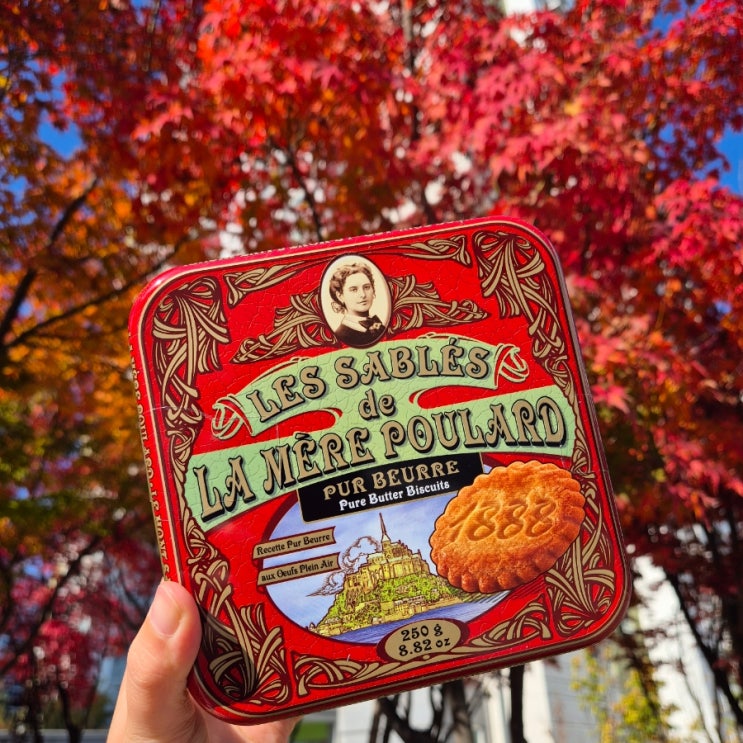 LES SABLÉS
de
LA MÈRE POULARD
PUR BEURRE
Pure Butter Biscuits
1888
Recette Pur Beurre
aux Oeufs Plein Air
250 g
8.82 oz